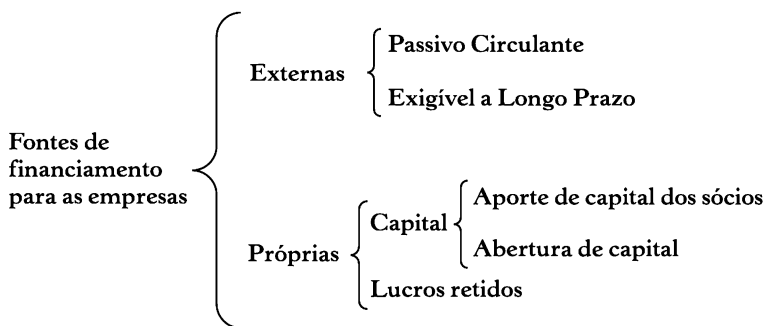 Fontes de
financiamento
para as empresas
Externas
Passivo Circulante
Exigível a Longo Prazo
Próprias
Capital
Aporte de capital dos sócios
Abertura de capital
Lucros retidos